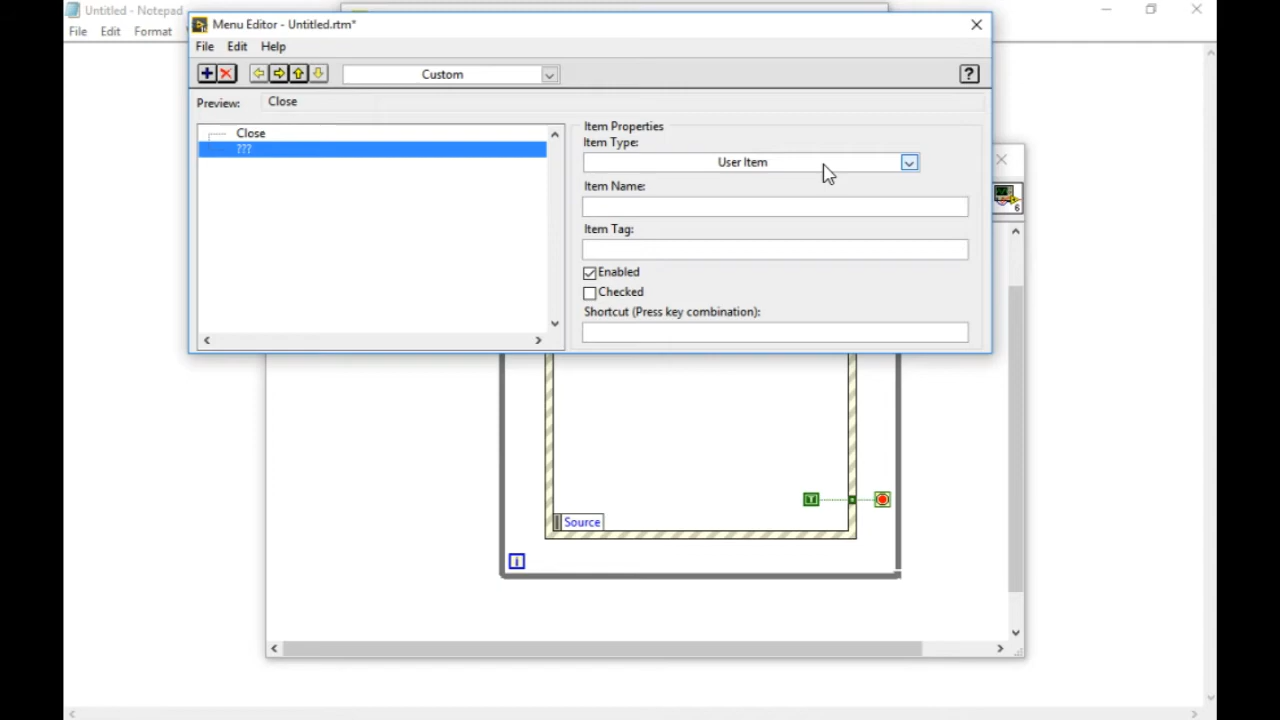 Untitled - Notepad
File Edit Format
Menu Editor - Untitled.rtm*
File Edit Help
Custom
?
Preview: Close
Close
???
Item Properties
Item Type:
User Item
Item Name:
Item Tag:
Enabled
Checked
Shortcut (Press key combination):
6
T
Source
i